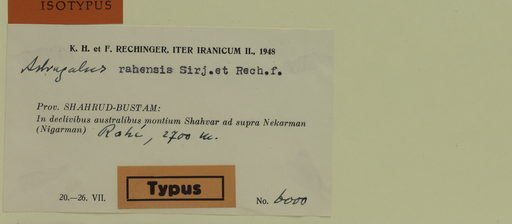 ISOTYPUS
K. H. et F. RECHINGER, ITER IRANICUM II., 1948
Astragalus rahensis Sirj.et Rech.f.
Prov. SHAHRUD-BUSTAM:
In declivibus australibus montium Shahvar ad supra Nekarman
(Nigarman) Rahe, 2700 m.
Typus
20.—26. VII.
No. 6000